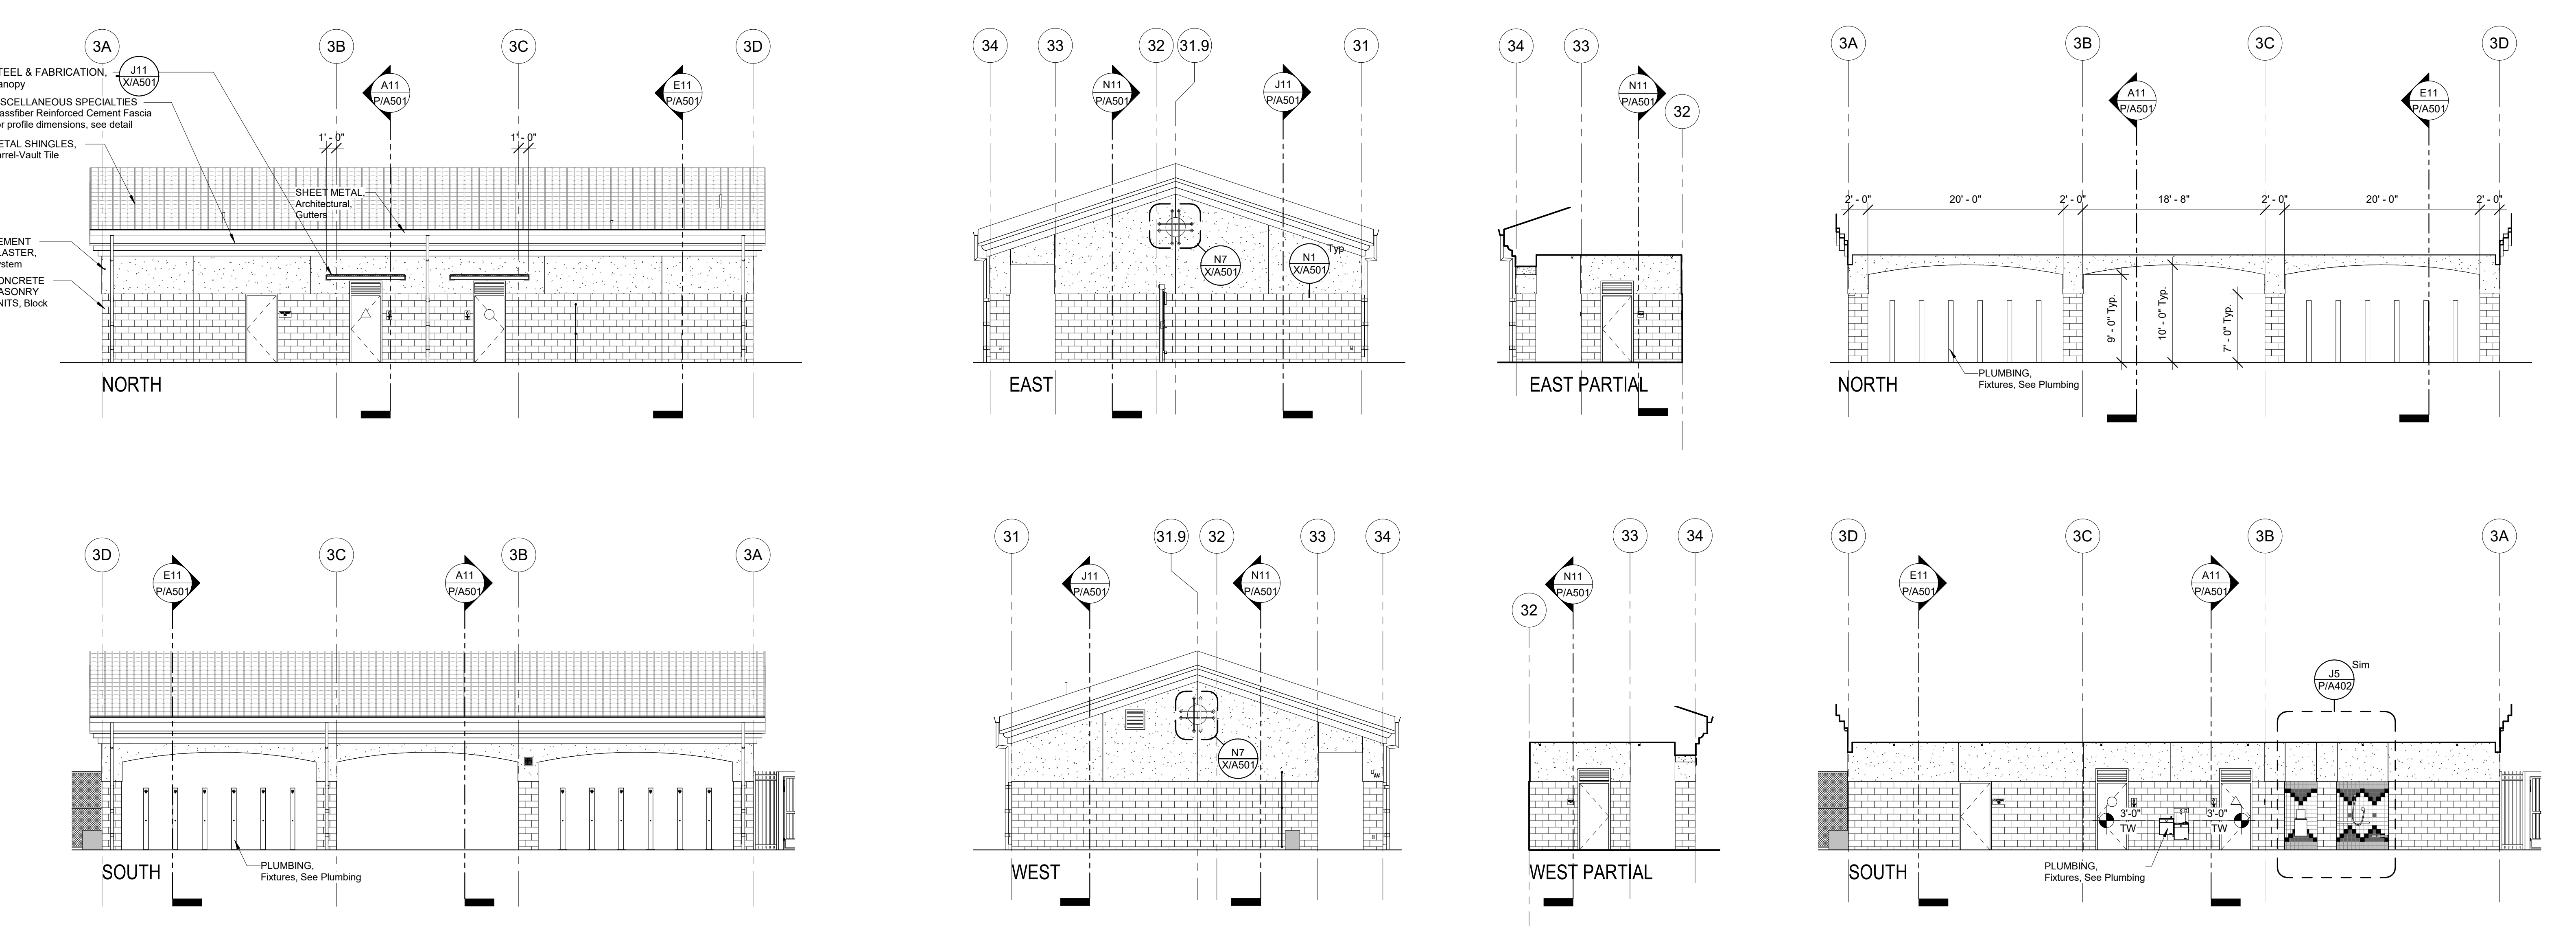 3A
3B
3C
3D
TEEL & FABRICATION,
anopy
J11
X/A501
SCELLANEOUS SPECIALTIES
assfiber Reinforced Cement Fascia
or profile dimensions, see detail
ETAL SHINGLES,
rrel-Vault Tile
A11
P/A501
E11
P/A501
1' - 0"
1' - 0"
SHEET METAL,
Architectural,
Gutters
EMENT
LASTER,
ystem
ONCRETE
ASONRY
NITS, Block
NORTH
34
33
32
31.9
31
N11
P/A501
J11
P/A501
N7
X/A501
N1
X/A501
Typ
EAST
34
33
N11
P/A501
32
EAST PARTIAL
3A
3B
3C
3D
A11
P/A501
E11
P/A501
2' - 0"
20' - 0"
2' - 0"
18' - 8"
2' - 0"
20' - 0"
2' - 0"
9' - 0" Typ.
10' - 0" Typ.
7' - 0" Typ.
PLUMBING,
Fixtures, See Plumbing
NORTH
3D
3C
3B
3A
E11
P/A501
A11
P/A501
PLUMBING,
Fixtures, See Plumbing
SOUTH
31
31.9
32
33
34
J11
P/A501
N11
P/A501
N7
X/A501
AV
WEST
N11
P/A501
33
34
32
WEST PARTIAL
3D
3C
3B
3A
E11
P/A501
A11
P/A501
J5
P/A402
Sim
3'-0"
TW
3'-0"
TW
PLUMBING,
Fixtures, See Plumbing
SOUTH